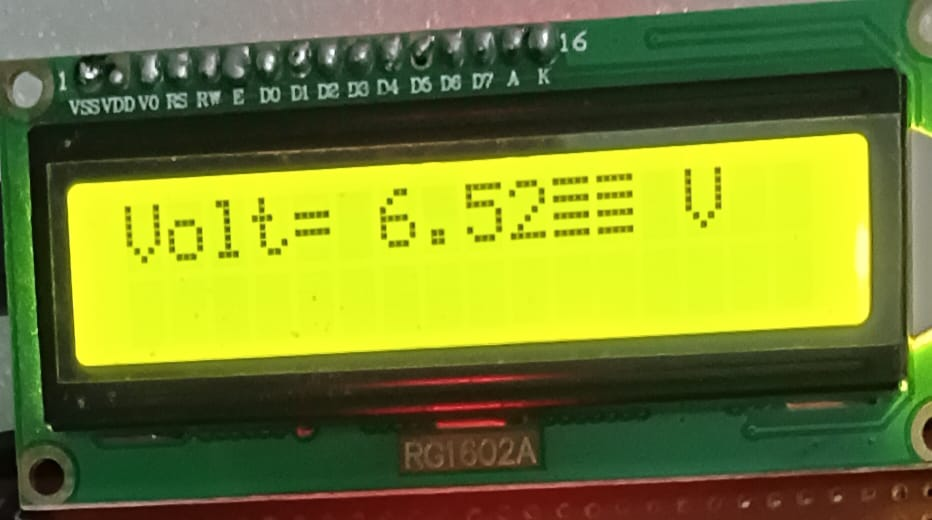 1 16
VSS VDD V0 RS RW E D0 D1 D2 D3 D4 D5 D6 D7 A K
Volt= 6.52≡≡ V
RG1602A